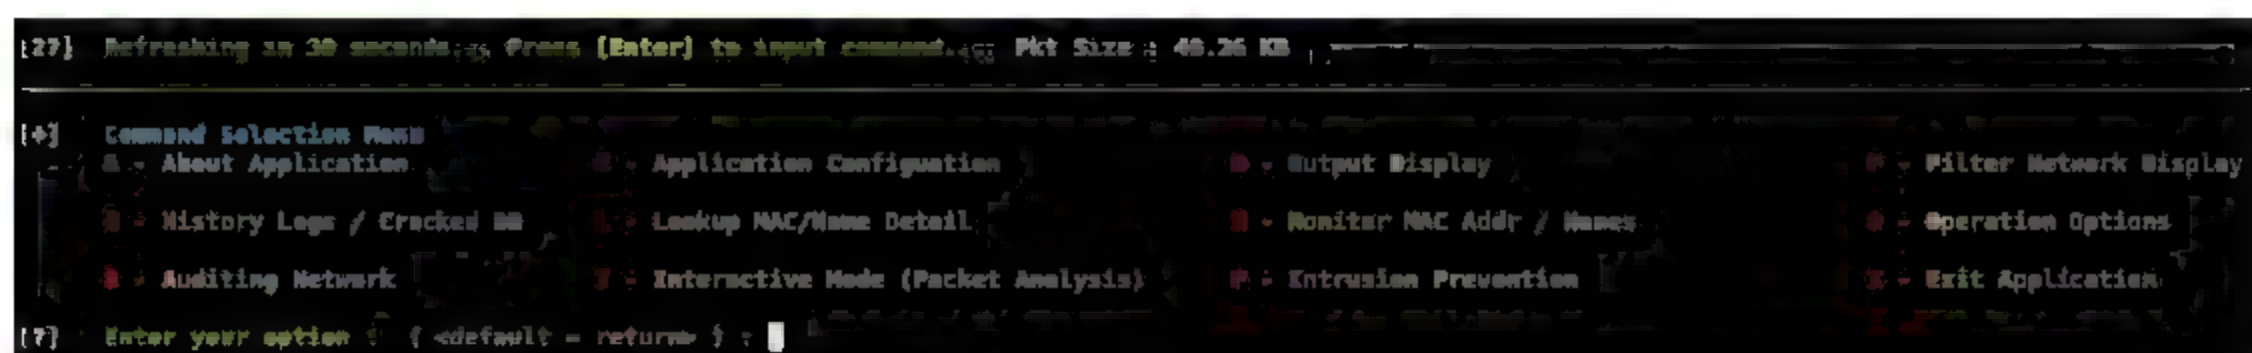 [27] Refreshing in 30 seconds... Press [Enter] to input command... Pkt Size : 40.26 KB
[+] Command Selection Menu
A - About Application C - Application Configuation D - Output Display F - Filter Network Display
H - History Logs / Cracked DB L - Lookup MAC/Name Detail M - Monitor MAC Addr / Names O - Operation Options
Auditing Network I - Interactive Mode (Packet Analysis) P - Intrusion Prevention X - Exit Application
[?] Enter your option ( <default = return> ) :